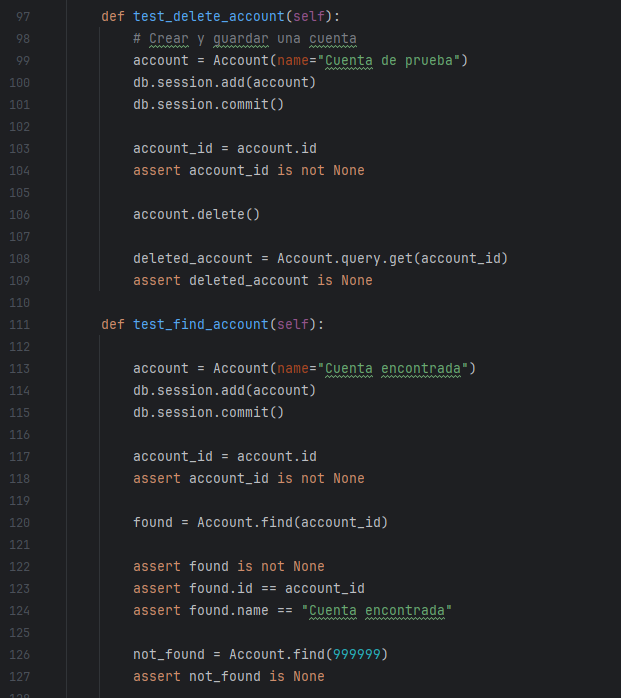 97 def test_delete_account(self):
98 # Crear y guardar una cuenta
99 account = Account(name="Cuenta de prueba")
100 db.session.add(account)
101 db.session.commit()
102
103 account_id = account.id
104 assert account_id is not None
105
106 account.delete()
107
108 deleted_account = Account.query.get(account_id)
109 assert deleted_account is None
110
111 def test_find_account(self):
112
113 account = Account(name="Cuenta encontrada")
114 db.session.add(account)
115 db.session.commit()
116
117 account_id = account.id
118 assert account_id is not None
119
120 found = Account.find(account_id)
121
122 assert found is not None
123 assert found.id == account_id
124 assert found.name == "Cuenta encontrada"
125
126 not_found = Account.find(999999)
127 assert not_found is None